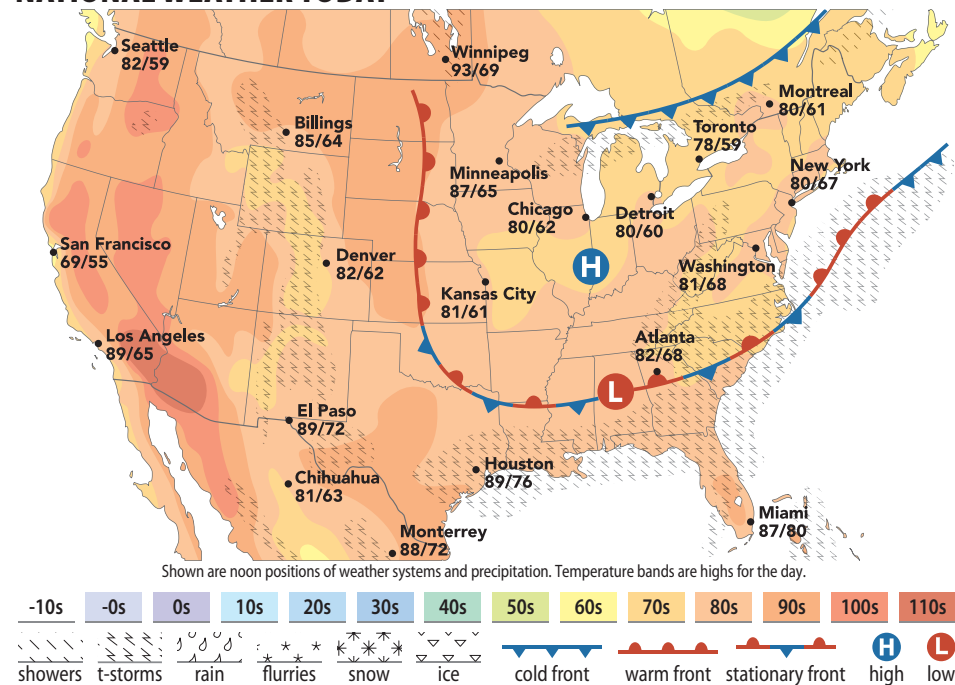 NATIONAL WEATHER TODAY
Seattle
82/59
Winnipeg
93/69
Montreal
80/61
Billings
85/64
Toronto
78/59
Minneapolis
87/65
New York
80/67
Chicago
80/62
Detroit
80/60
San Francisco
69/55
Denver
82/62
Washington
81/68
Kansas City
81/61
H
Los Angeles
89/65
Atlanta
82/68
L
El Paso
89/72
Houston
89/76
Chihuahua
81/63
Miami
87/80
Monterrey
88/72
Shown are noon positions of weather systems and precipitation. Temperature bands are highs for the day.
-10s -0s 0s 10s 20s 30s 40s 50s 60s 70s 80s 90s 100s 110s
H L
showers t-storms rain flurries snow ice cold front warm front stationary front high low